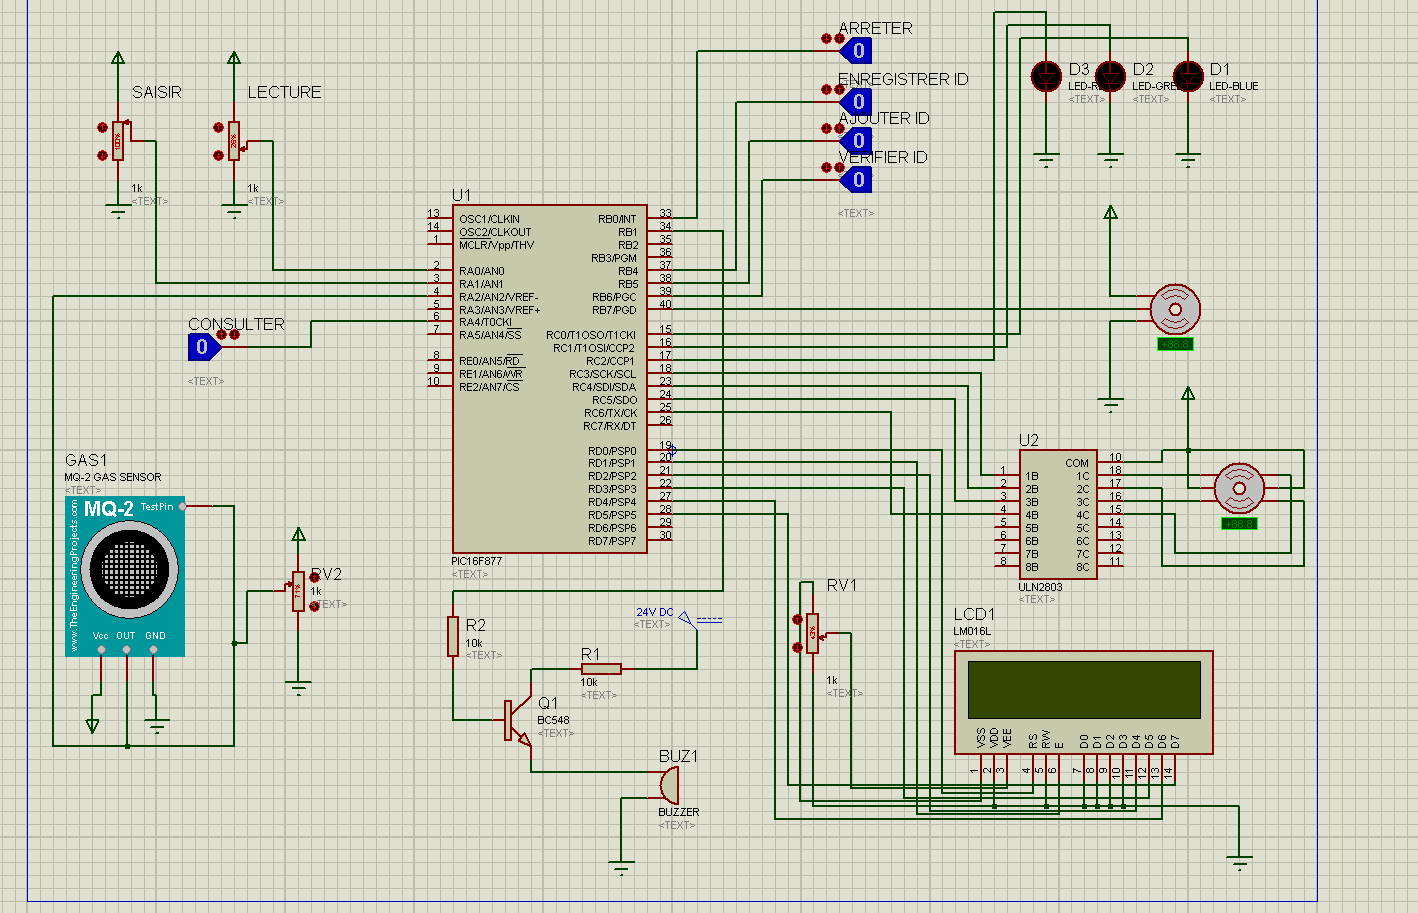 ARRETER
0
ENREGISTRER ID
0
AJOUTER ID
0
VERIFIER ID
0
<TEXT>
D3
<TEXT>
D2
<TEXT>
D1
LED-BLUE
<TEXT>
SAISIR
1k
<TEXT>
LECTURE
1k
<TEXT>
U1
13 OSC1/CLKIN
14 OSC2/CLKOUT
1 MCLR/Vpp/THV
2 RA0/AN0
3 RA1/AN1
4 RA2/AN2/VREF-
5 RA3/AN3/VREF+
6 RA4/T0CKI
7 RA5/AN4/SS
8 RE0/AN5/RD
9 RE1/AN6/WR
10 RE2/AN7/CS
RB0/INT 33
RB1 34
RB2 35
RB3/PGM 36
RB4 37
RB5 38
RB6/PGC 39
RB7/PGD 40
RC0/T1OSO/T1CKI 15
RC1/T1OSI/CCP2 16
RC2/CCP1 17
RC3/SCK/SCL 18
RC4/SDI/SDA 23
RC5/SDO 24
RC6/TX/CK 25
RC7/RX/DT 26
RD0/PSP0 19
RD1/PSP1 20
RD2/PSP2 21
RD3/PSP3 22
RD4/PSP4 27
RD5/PSP5 28
RD6/PSP6 29
RD7/PSP7 30
PIC16F877
<TEXT>
CONSULTER
0
<TEXT>
+88.8
+88.8
GAS1
MQ-2 GAS SENSOR
<TEXT>
MQ-2 TestPin
www.TheEngineeringProjects.com
Vcc OUT GND
RV2
71%
1k
<TEXT>
U2
1 1B
2 2B
3 3B
4 4B
5 5B
6 6B
7 7B
8 8B
COM 10
1C 18
2C 17
3C 16
4C 15
5C 14
6C 13
7C 12
8C 11
ULN2803
<TEXT>
R2
10k
<TEXT>
24V DC
<TEXT>
R1
10k
<TEXT>
Q1
BC548
<TEXT>
BUZ1
BUZZER
<TEXT>
RV1
1k
<TEXT>
LCD1
LM016L
<TEXT>
VSS VDD VEE RS RW E D0 D1 D2 D3 D4 D5 D6 D7
1 2 3 4 5 6 7 8 9 10 11 12 13 14